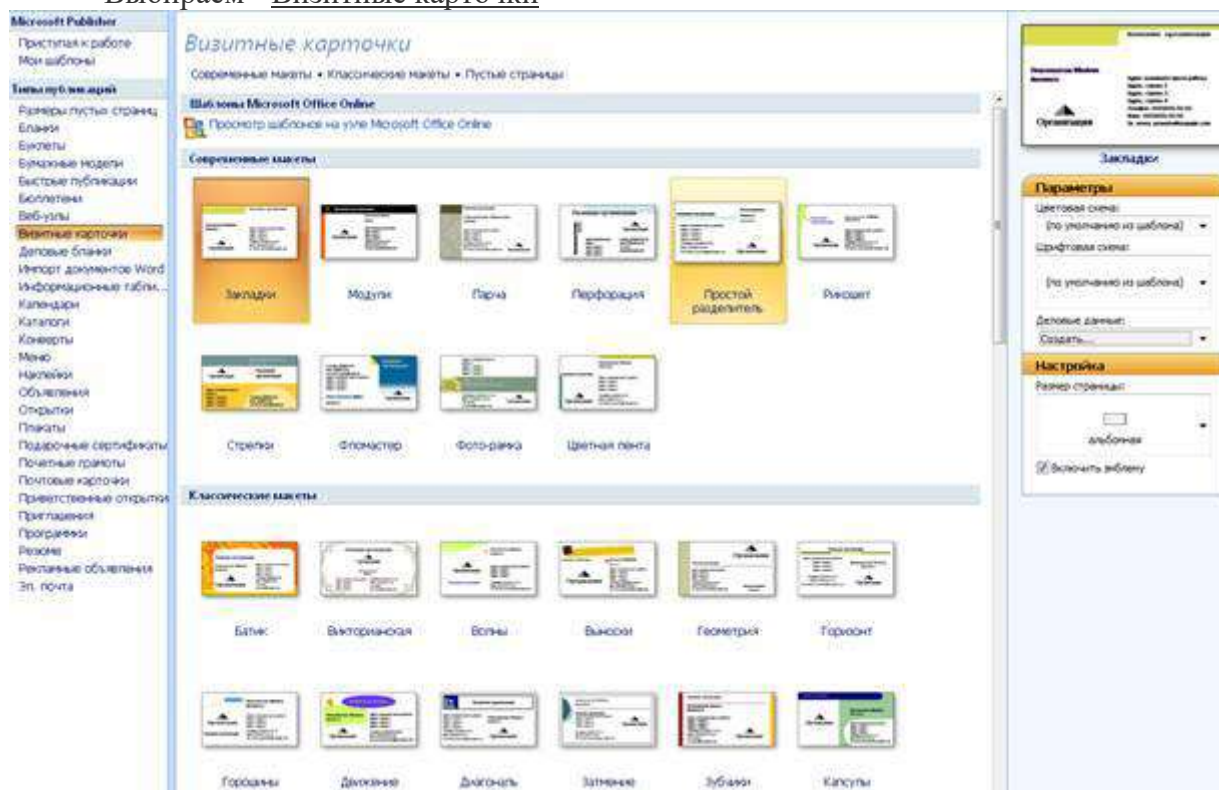 Выбираем - Визитные карточки
Microsoft Publisher
Приступая к работе
Мои шаблоны
Типы публикаций
Размеры пустых страниц
Бланки
Буклеты
Бумажные модели
Быстрые публикации
Бюллетени
Веб-узлы
Визитные карточки
Деловые бланки
Импорт документов Word
Информационные табли...
Календари
Каталоги
Конверты
Меню
Наклейки
Объявления
Открытки
Плакаты
Подарочные сертификаты
Почетные грамоты
Почтовые карточки
Приветственные открытки
Приглашения
Программки
Резюме
Рекламные объявления
Эл. почта
Визитные карточки
Современные макеты • Классические макеты • Пустые страницы
Шаблоны Microsoft Office Online
Просмотр шаблонов на узле Microsoft Office Online
Современные макеты
Закладки Модули Парча Перфорация Простой разделитель Рикошет
Стрелки Фломастер Фото-рамка Цветная лента
Классические макеты
Батик Викторианская Волны Выноски Геометрия Горизонт
Горошины Движение Диагональ Затмение Зубчики Капсулы
Организация
Закладки
Параметры
Цветовая схема:
(по умолчанию из шаблона)
Шрифтовая схема:
(по умолчанию из шаблона)
Деловые данные:
Создать...
Настройка
Размер страницы:
альбомная
Включить эмблему